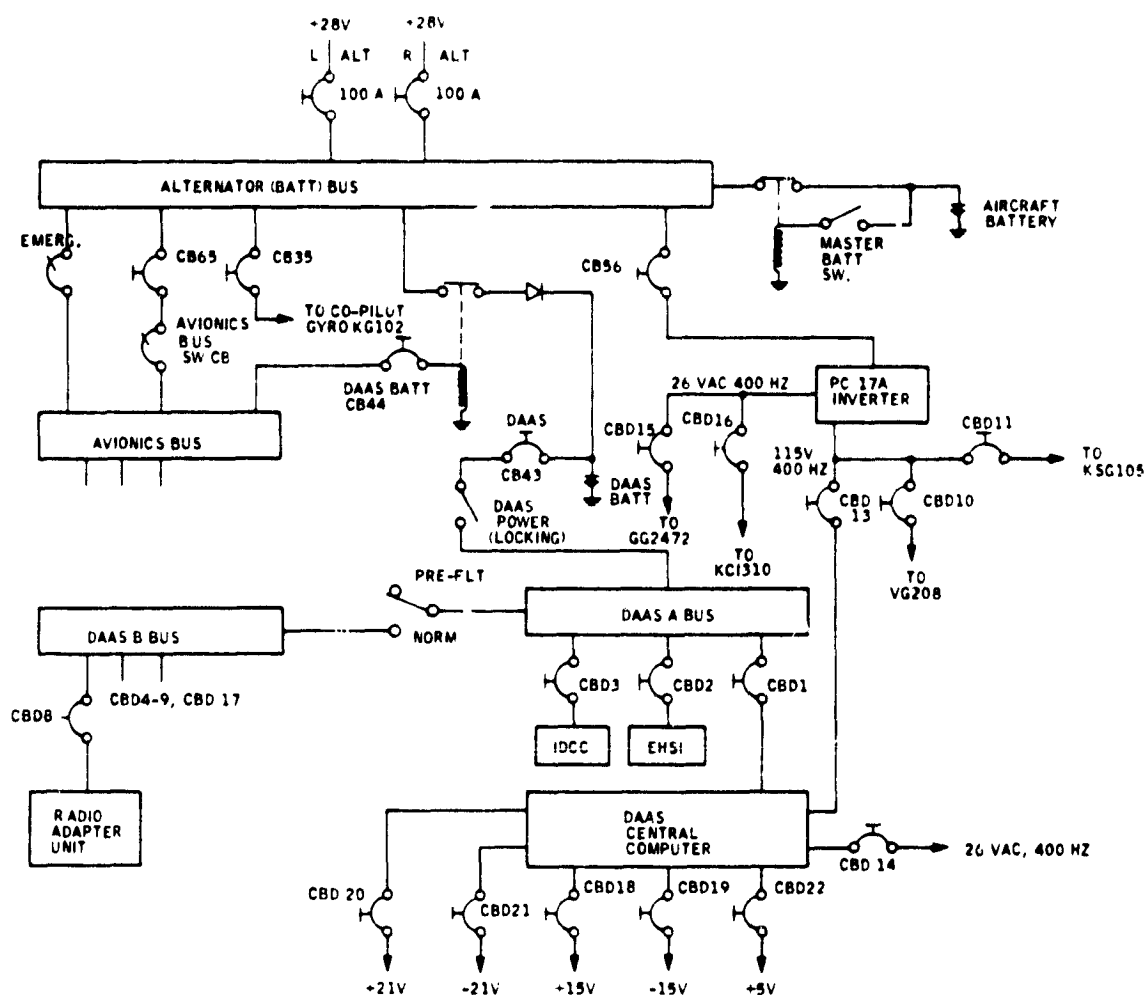 +28V
+28V
L ALT
R ALT
100 A
100 A
ALTERNATOR (BATT) BUS
AIRCRAFT
BATTERY
MASTER
BATT
SW.
EMERG.
CB65
CB35
CB56
TO CO-PILOT
GYRO KG102
AVIONICS
BUS
SW CB
DAAS BATT
CB44
26 VAC 400 HZ
PC 17A
INVERTER
AVIONICS BUS
DAAS
CB43
DAAS
BATT
CBD15
CBD16
115V
400 HZ
CBD11
TO
KSG105
CBD
13
CBD10
DAAS
POWER
(LOCKING)
TO
GG2472
TO
KCI310
TO
VG208
PRE-FLT
NORM
DAAS A BUS
DAAS B BUS
CBD4-9, CBD 17
CBD8
CBD3
CBD2
CBD1
IDCC
EHSI
RADIO
ADAPTER
UNIT
DAAS
CENTRAL
COMPUTER
CBD 14
26 VAC, 400 HZ
CBD 20
CBD21
CBD18
CBD19
CBD22
+21V
-21V
+15V
-15V
+5V